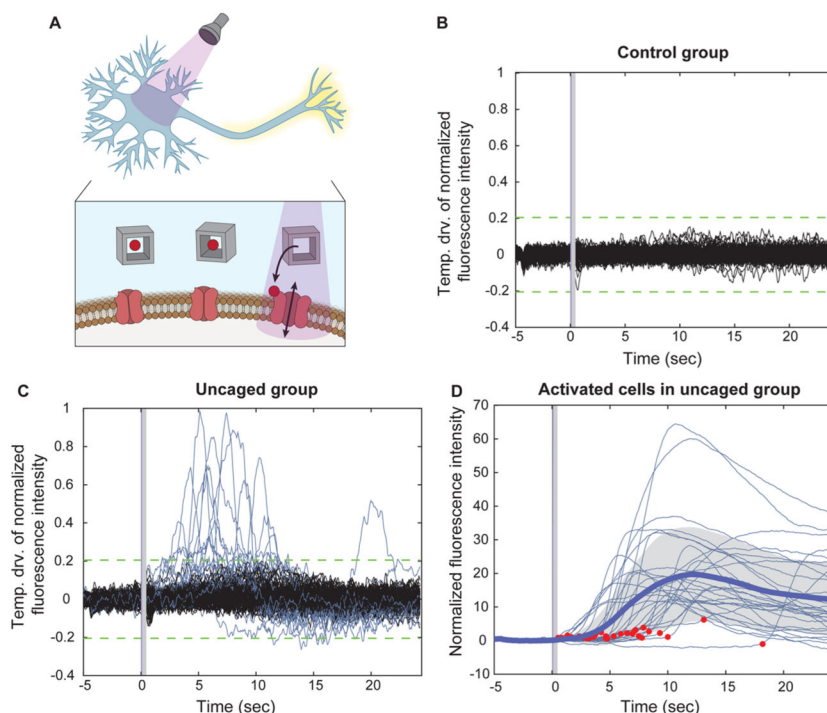 A
B
Control group
Temp. drv. of normalized
fluorescence intensity
1
0.8
0.6
0.4
0.2
0
-0.2
-0.4
-5 0 5 10 15 20
Time (sec)
C
Uncaged group
Temp. drv. of normalized
fluorescence intensity
1
0.8
0.6
0.4
0.2
0
-0.2
-0.4
-5 0 5 10 15 20
Time (sec)
D
Activated cells in uncaged group
Normalized fluorescence intensity
70
60
50
40
30
20
10
0
-10
-5 0 5 10 15 20
Time (sec)